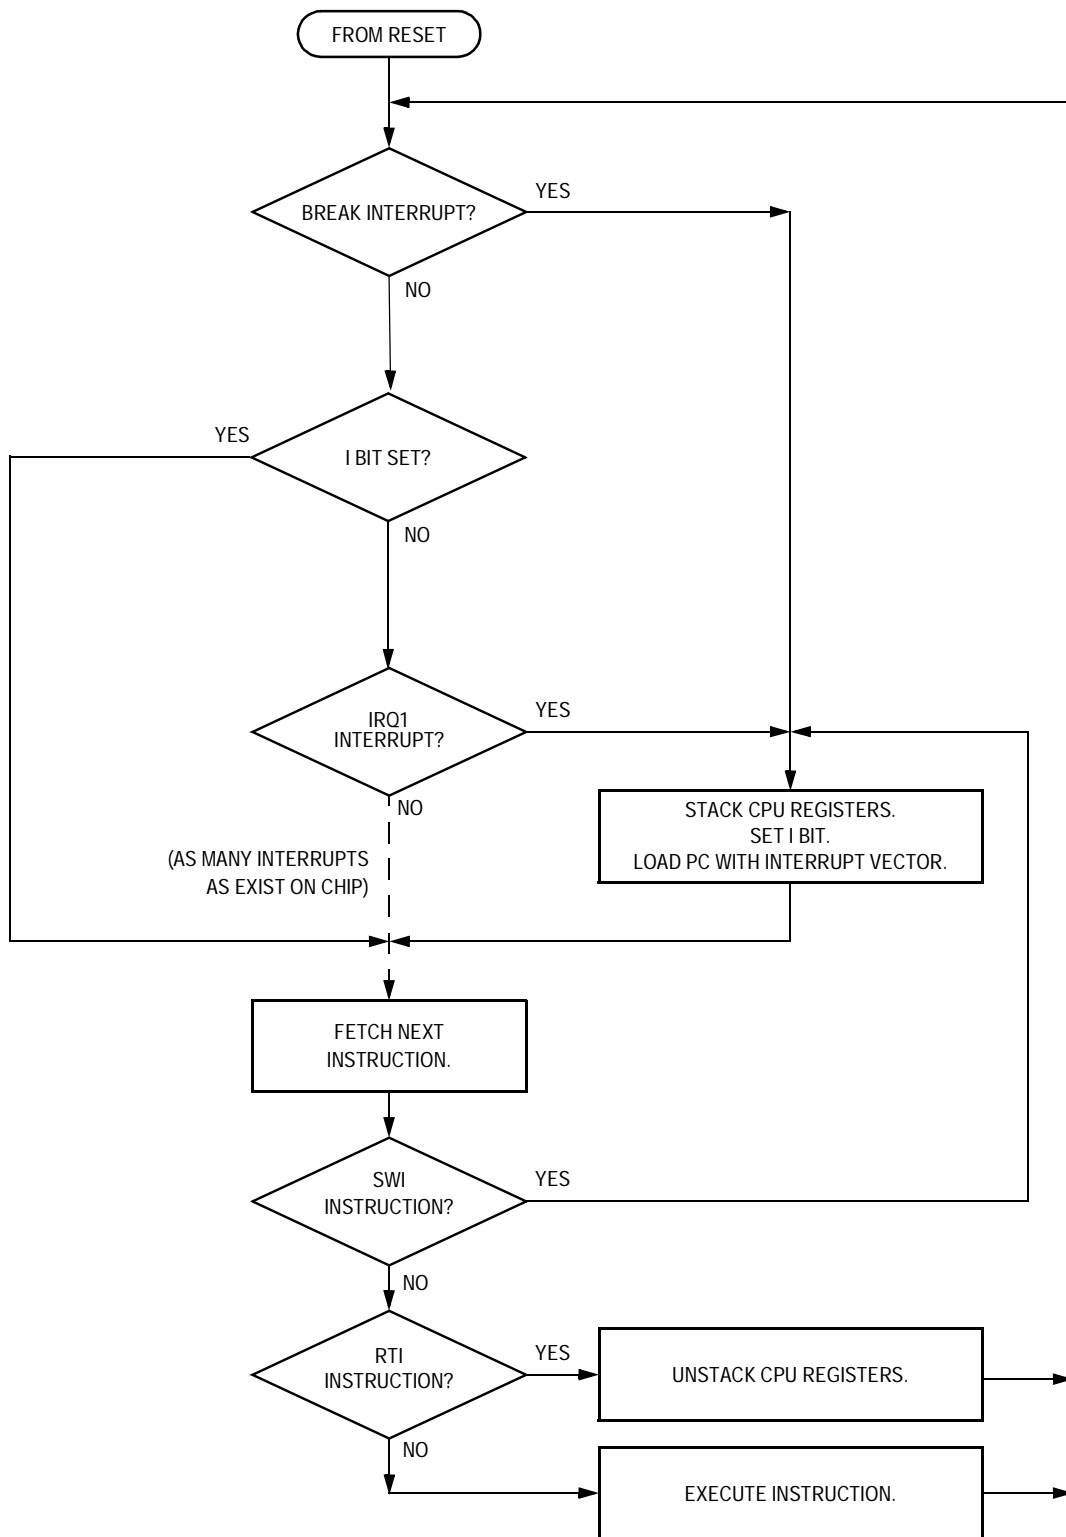 FROM RESET
BREAK INTERRUPT?
YES
NO
YES
I BIT SET?
NO
IRQ1
INTERRUPT?
YES
NO
STACK CPU REGISTERS.
SET I BIT.
LOAD PC WITH INTERRUPT VECTOR.
(AS MANY INTERRUPTS
AS EXIST ON CHIP)
FETCH NEXT
INSTRUCTION.
SWI
INSTRUCTION?
YES
NO
RTI
INSTRUCTION?
YES
UNSTACK CPU REGISTERS.
NO
EXECUTE INSTRUCTION.